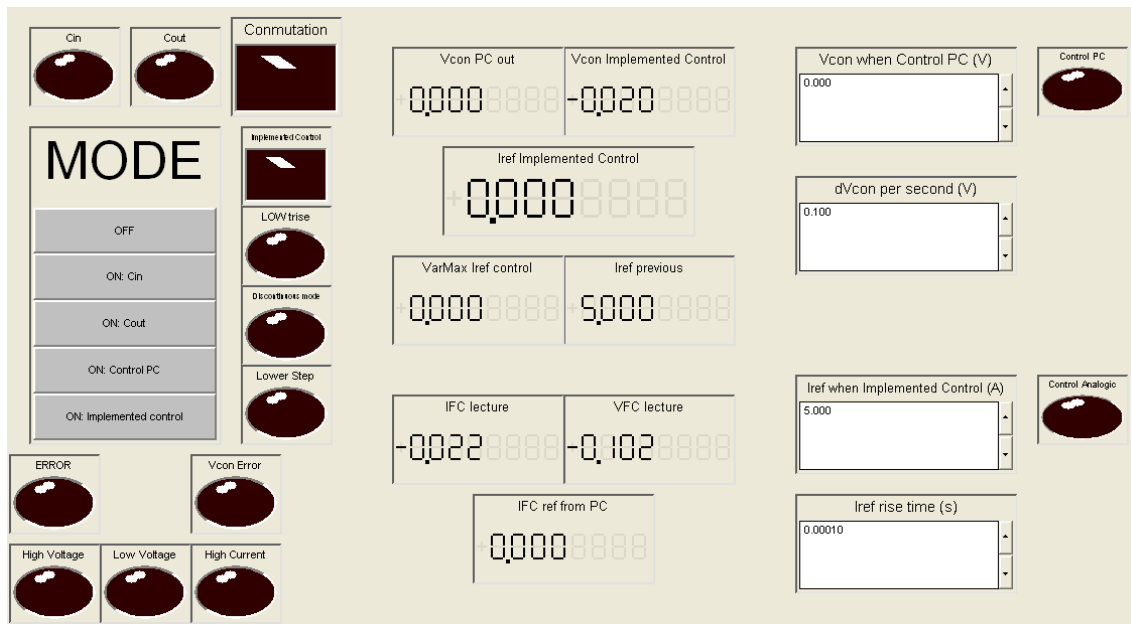 Cin
Cout
Conmutation
MODE
OFF
ON: Cin
ON: Cout
ON: Control PC
ON: Implemented control
Implemented Control
LOW trise
Discontinuos mode
Lower Step
ERROR
Vcon Error
High Voltage
Low Voltage
High Current
Vcon PC out
+0.000
Vcon Implemented Control
-0.020
Iref Implemented Control
+0.000
VarMax Iref control
+0.000
Iref previous
+5.000
IFC lecture
-0.022
VFC lecture
-0.102
IFC ref from PC
+0.000
Vcon when Control PC (V)
0.000
Control PC
dVcon per second (V)
0.100
Iref when Implemented Control (A)
5.000
Control Analogic
Iref rise time (s)
0.00010